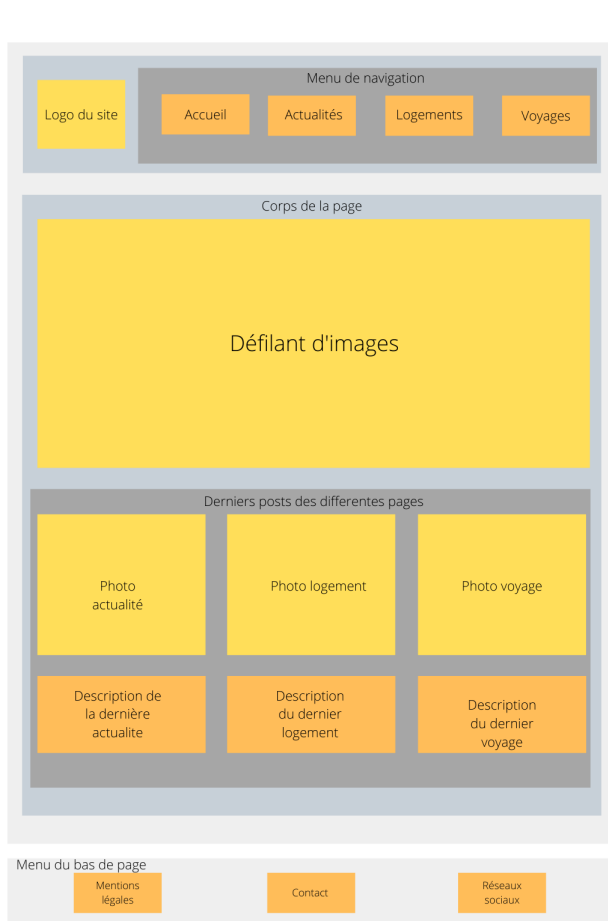 Menu de navigation
Logo du site
Accueil
Actualités
Logements
Voyages
Corps de la page
Défilant d'images
Derniers posts des differentes pages
Photo
actualité
Photo logement
Photo voyage
Description de
la dernière
actualite
Description
du dernier
logement
Description
du dernier
voyage
Menu du bas de page
Mentions
légales
Contact
Réseaux
sociaux